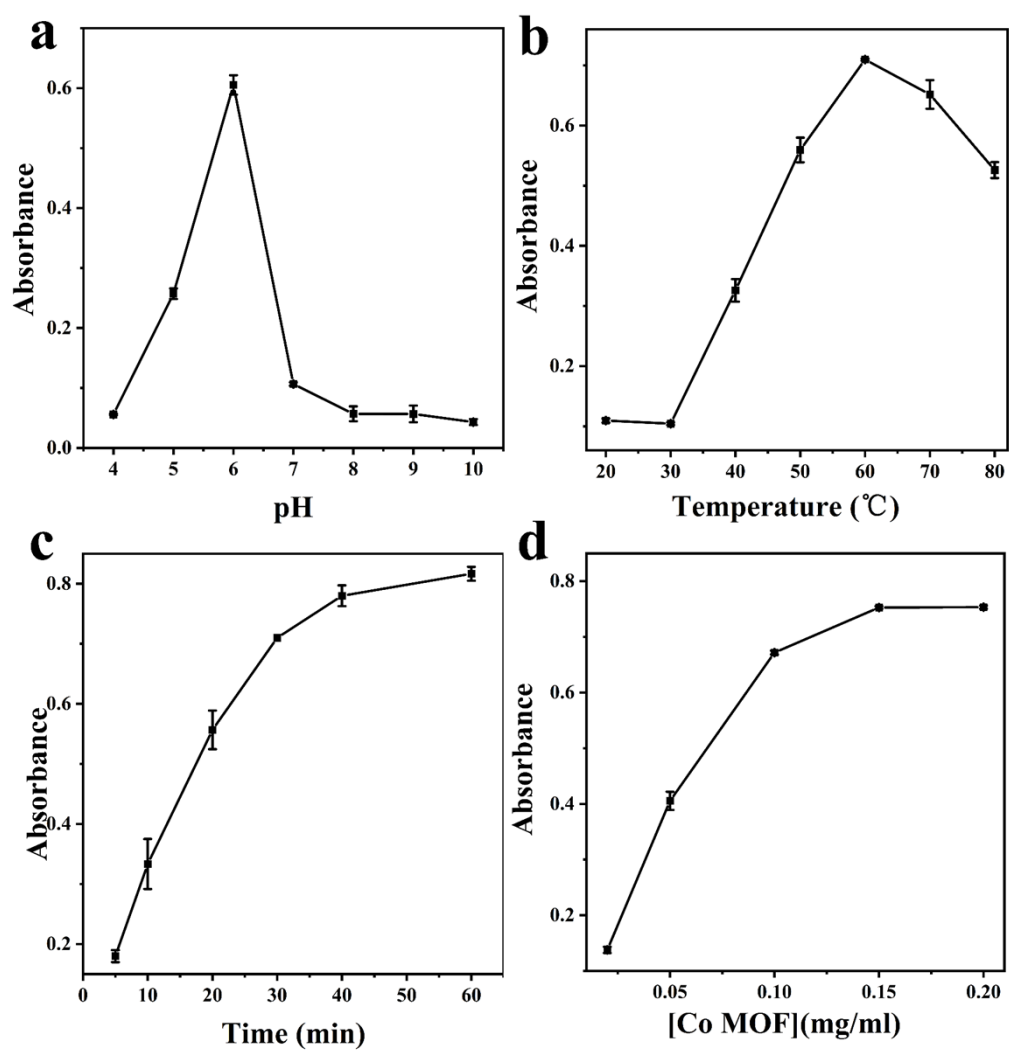 a
Absorbance
0.6
0.4
0.2
0.0
4 5 6 7 8 9 10
pH
b
Absorbance
0.6
0.4
0.2
20 30 40 50 60 70 80
Temperature (℃)
c
Absorbance
0.8
0.6
0.4
0.2
0 10 20 30 40 50 60
Time (min)
d
Absorbance
0.8
0.6
0.4
0.2
0.05 0.10 0.15 0.20
[Co MOF](mg/ml)